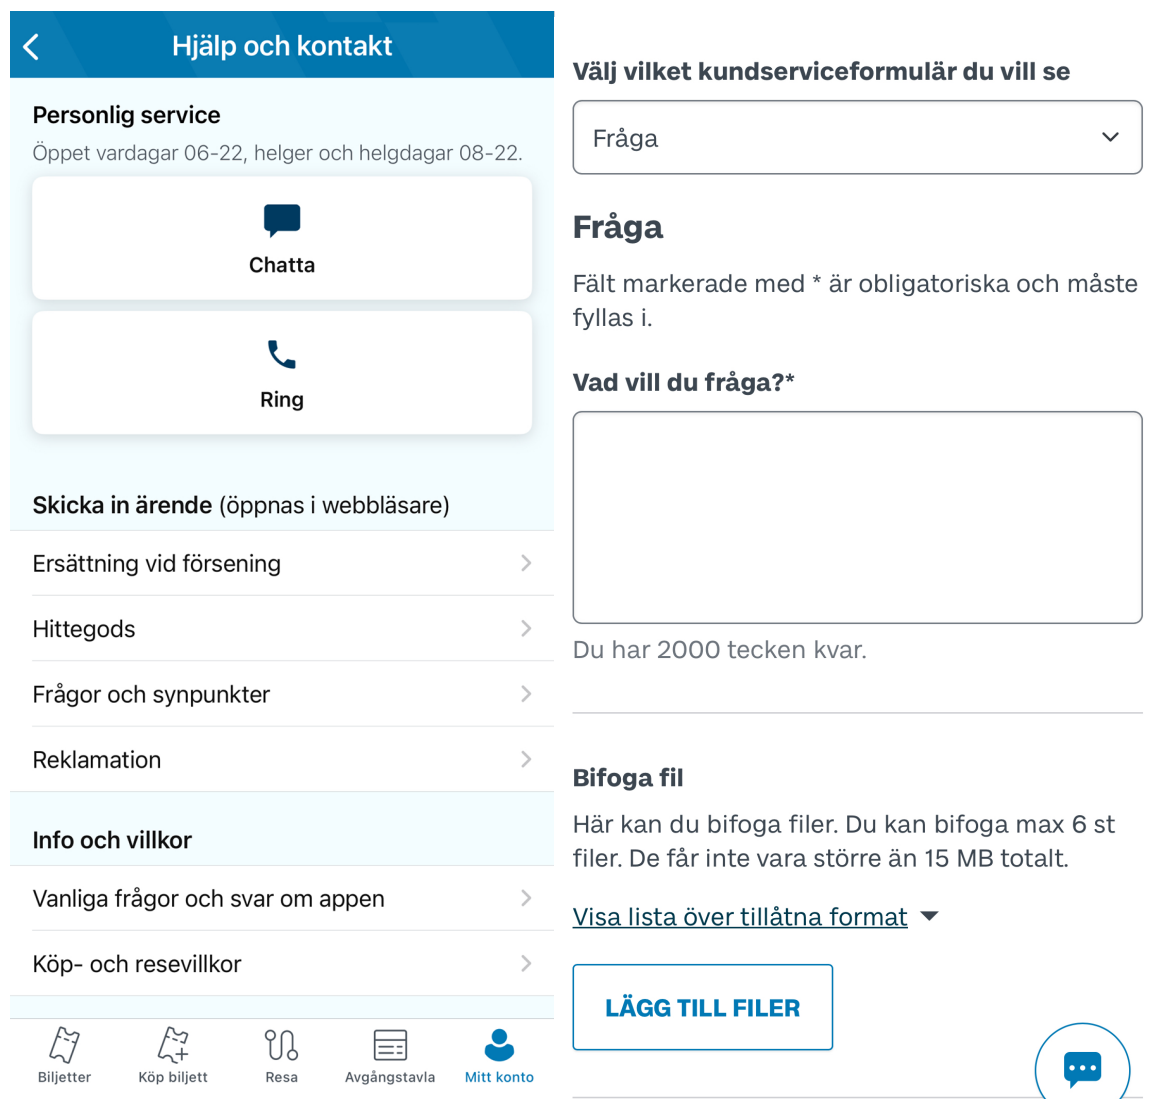 Hjälp och kontakt
Personlig service
Öppet vardagar 06-22, helger och helgdagar 08-22.
Chatta
Ring
Skicka in ärende (öppnas i webbläsare)
Ersättning vid försening
Hittegods
Frågor och synpunkter
Reklamation
Info och villkor
Vanliga frågor och svar om appen
Köp- och resevillkor
Biljetter
Köp biljett
Resa
Avgångstavla
Mitt konto
Välj vilket kundserviceformulär du vill se
Fråga
Fråga
Fält markerade med * är obligatoriska och måste
fyllas i.
Vad vill du fråga?*
Du har 2000 tecken kvar.
Bifoga fil
Här kan du bifoga filer. Du kan bifoga max 6 st
filer. De får inte vara större än 15 MB totalt.
Visa lista över tillåtna format
LÄGG TILL FILER